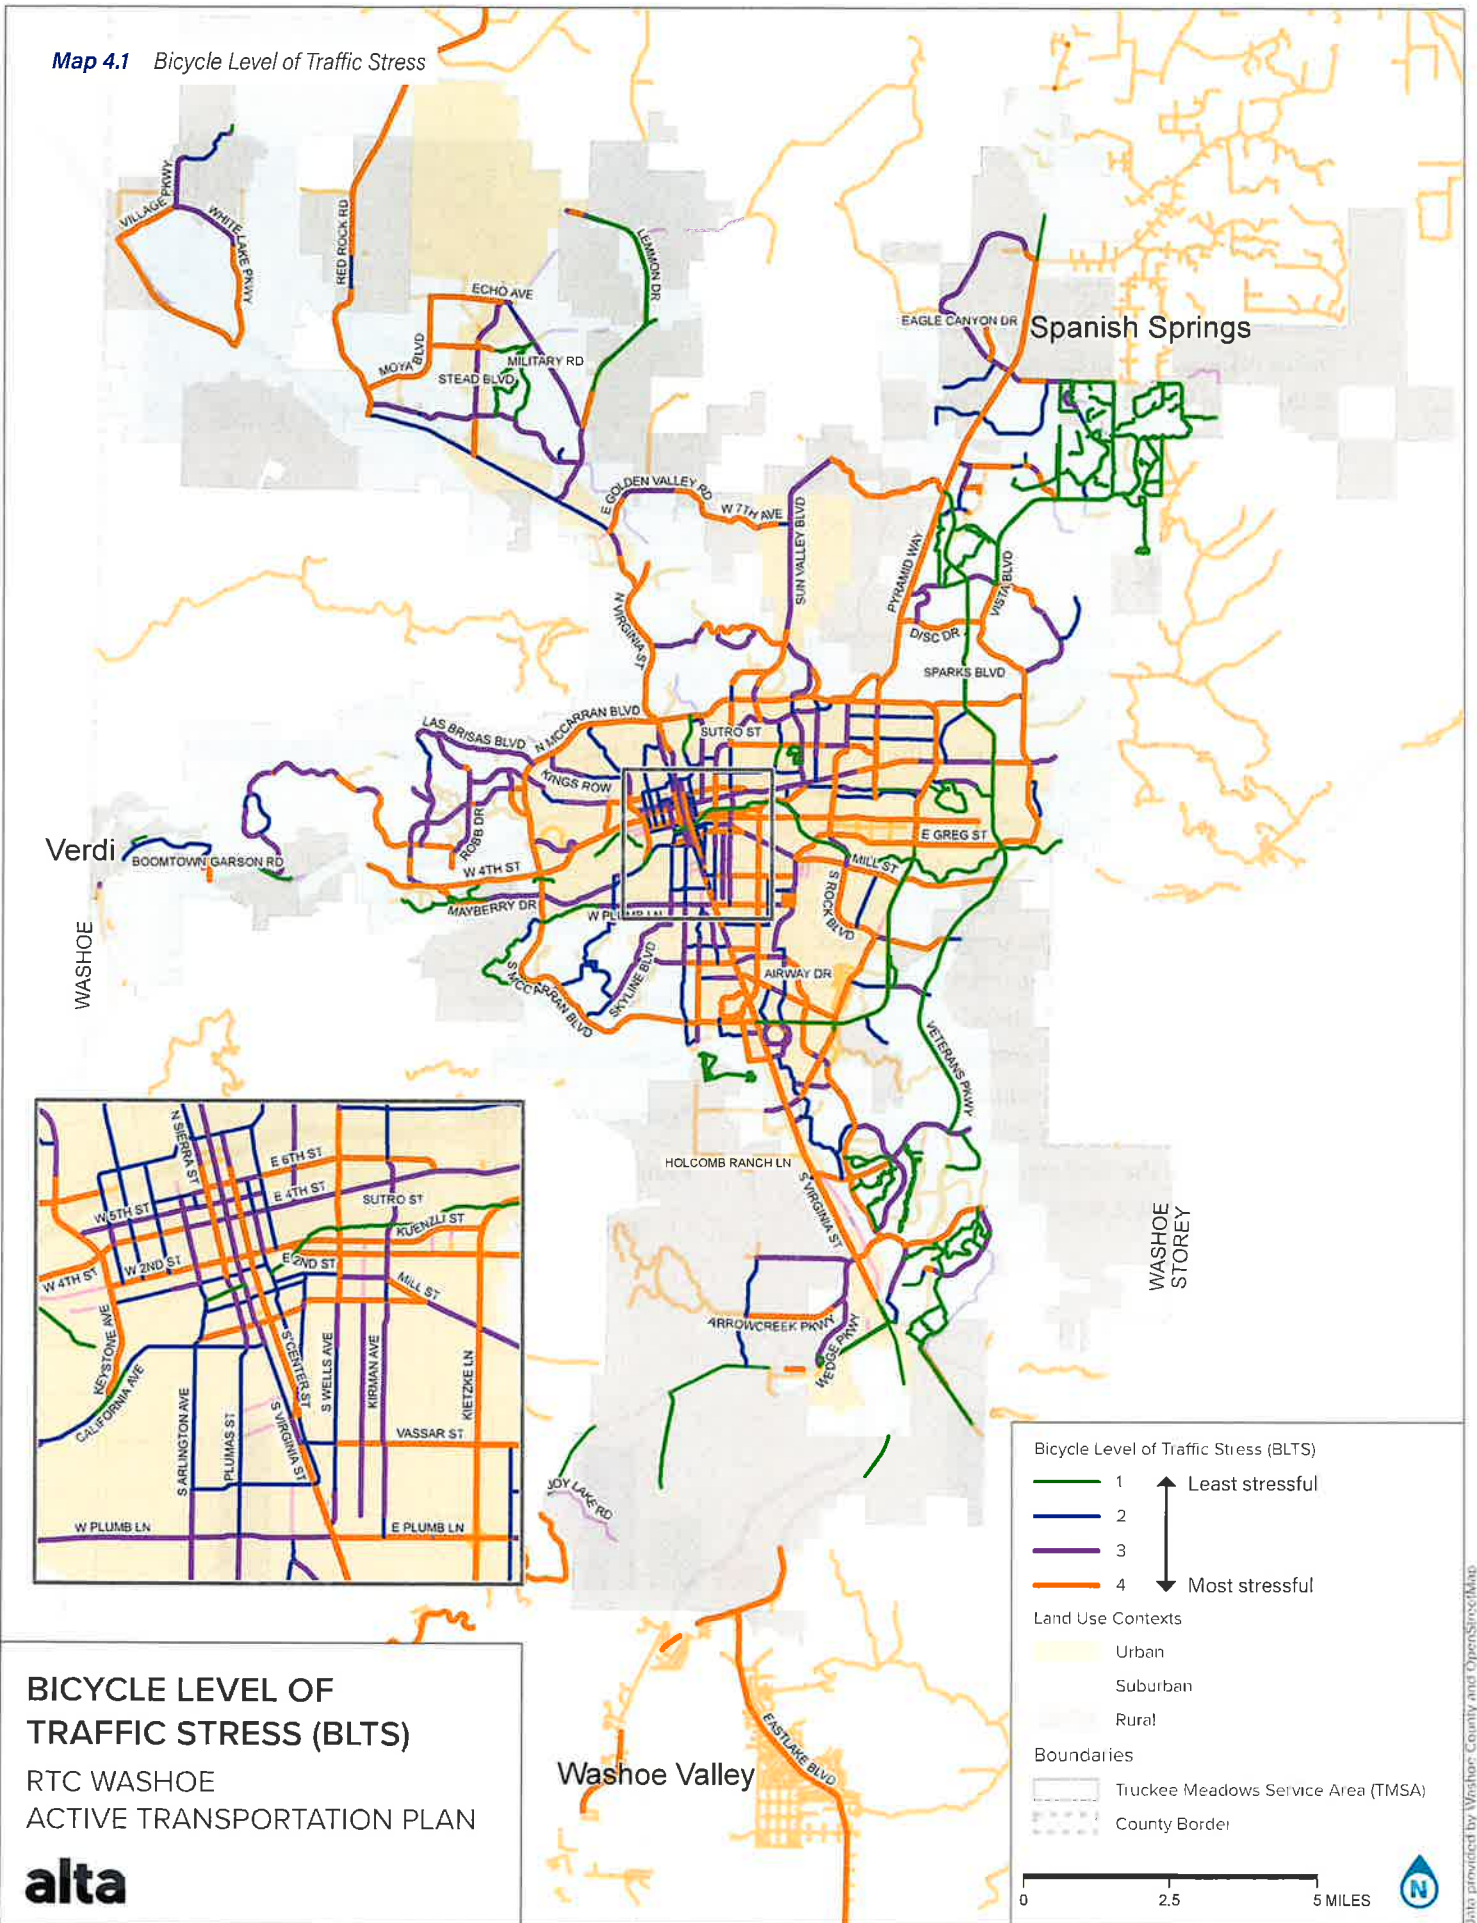 Map 4.1 Bicycle Level of Traffic Stress
VILLAGE PKWY
WHITE LAKE PKWY
RED ROCK RD
LEMMON DR
ECHO AVE
MOYA BLVD
MILITARY RD
STEAD BLVD
EAGLE CANYON DR
Spanish Springs
E GOLDEN VALLEY RD
W 7TH AVE
SUN VALLEY BLVD
PYRAMID WAY
VISTA BLVD
N VIRGINIA ST
DISC DR
SPARKS BLVD
LAS BRISAS BLVD
N MCCARRAN BLVD
SUTRO ST
KINGS ROW
ROBB DR
E GREG ST
Verdi
BOOMTOWN GARSON RD
W 4TH ST
MILL ST
MAYBERRY DR
W PLUMB LN
S ROCK BLVD
WASHOE
S MCCARRAN BLVD
SKYLINE BLVD
AIRWAY DR
VETERANS PKWY
HOLCOMB RANCH LN
S VIRGINIA ST
WASHOE
STOREY
ARROWCREEK PKWY
WEDGE PKWY
JOY LAKE RD
N SIERRA ST
E 6TH ST
E 4TH ST
SUTRO ST
W 5TH ST
KUENZLI ST
W 4TH ST
W 2ND ST
E 2ND ST
MILL ST
KEYSTONE AVE
CALIFORNIA AVE
S CENTER ST
S WELLS AVE
KIRMAN AVE
KIETZKE LN
S ARLINGTON AVE
PLUMAS ST
S VIRGINIA ST
VASSAR ST
W PLUMB LN
E PLUMB LN
Washoe Valley
EASTLAKE BLVD
BICYCLE LEVEL OF
TRAFFIC STRESS (BLTS)
RTC WASHOE
ACTIVE TRANSPORTATION PLAN
alta
Bicycle Level of Traffic Stress (BLTS)
1 Least stressful
2
3
4 Most stressful
Land Use Contexts
Urban
Suburban
Rural
Boundaries
Truckee Meadows Service Area (TMSA)
County Border
0 2.5 5 MILES
N
Data provided by Washoe County and OpenStreetMap